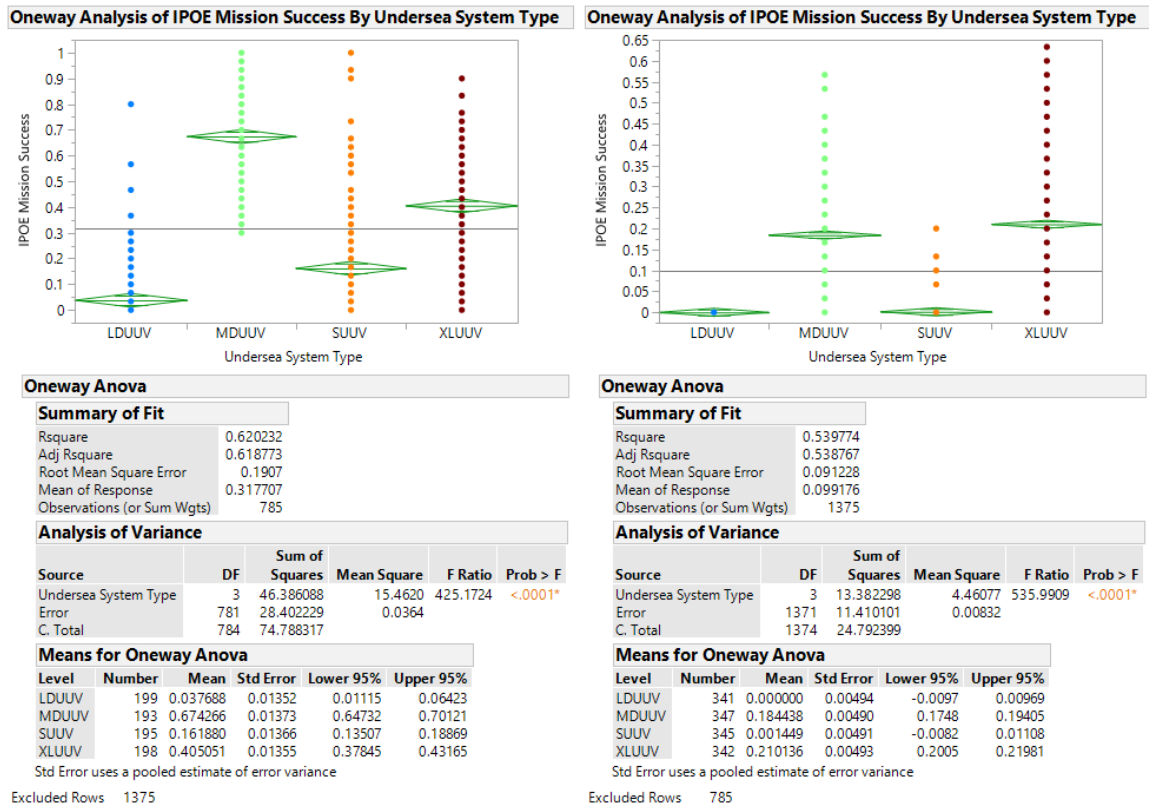 Oneway Analysis of IPOE Mission Success By Undersea System Type
IPOE Mission Success
1
0.9
0.8
0.7
0.6
0.5
0.4
0.3
0.2
0.1
0
LDUUV MDUUV SUUV XLUUV
Undersea System Type
Oneway Anova
Summary of Fit
Rsquare 0.620232
Adj Rsquare 0.618773
Root Mean Square Error 0.1907
Mean of Response 0.317707
Observations (or Sum Wgts) 785
Analysis of Variance
Sum of
Source DF Squares Mean Square F Ratio Prob > F
Undersea System Type 3 46.386088 15.4620 425.1724 <.0001*
Error 781 28.402229 0.0364
C. Total 784 74.788317
Means for Oneway Anova
Level Number Mean Std Error Lower 95% Upper 95%
LDUUV 199 0.037688 0.01352 0.01115 0.06423
MDUUV 193 0.674266 0.01373 0.64732 0.70121
SUUV 195 0.161880 0.01366 0.13507 0.18869
XLUUV 198 0.405051 0.01355 0.37845 0.43165
Std Error uses a pooled estimate of error variance
Excluded Rows 1375
Oneway Analysis of IPOE Mission Success By Undersea System Type
IPOE Mission Success
0.65
0.6
0.55
0.5
0.45
0.4
0.35
0.3
0.25
0.2
0.15
0.1
0.05
0
LDUUV MDUUV SUUV XLUUV
Undersea System Type
Oneway Anova
Summary of Fit
Rsquare 0.539774
Adj Rsquare 0.538767
Root Mean Square Error 0.091228
Mean of Response 0.099176
Observations (or Sum Wgts) 1375
Analysis of Variance
Sum of
Source DF Squares Mean Square F Ratio Prob > F
Undersea System Type 3 13.382298 4.46077 535.9909 <.0001*
Error 1371 11.410101 0.00832
C. Total 1374 24.792399
Means for Oneway Anova
Level Number Mean Std Error Lower 95% Upper 95%
LDUUV 341 0.000000 0.00494 -0.0097 0.00969
MDUUV 347 0.184438 0.00490 0.1748 0.19405
SUUV 345 0.001449 0.00491 -0.0082 0.01108
XLUUV 342 0.210136 0.00493 0.2005 0.21981
Std Error uses a pooled estimate of error variance
Excluded Rows 785